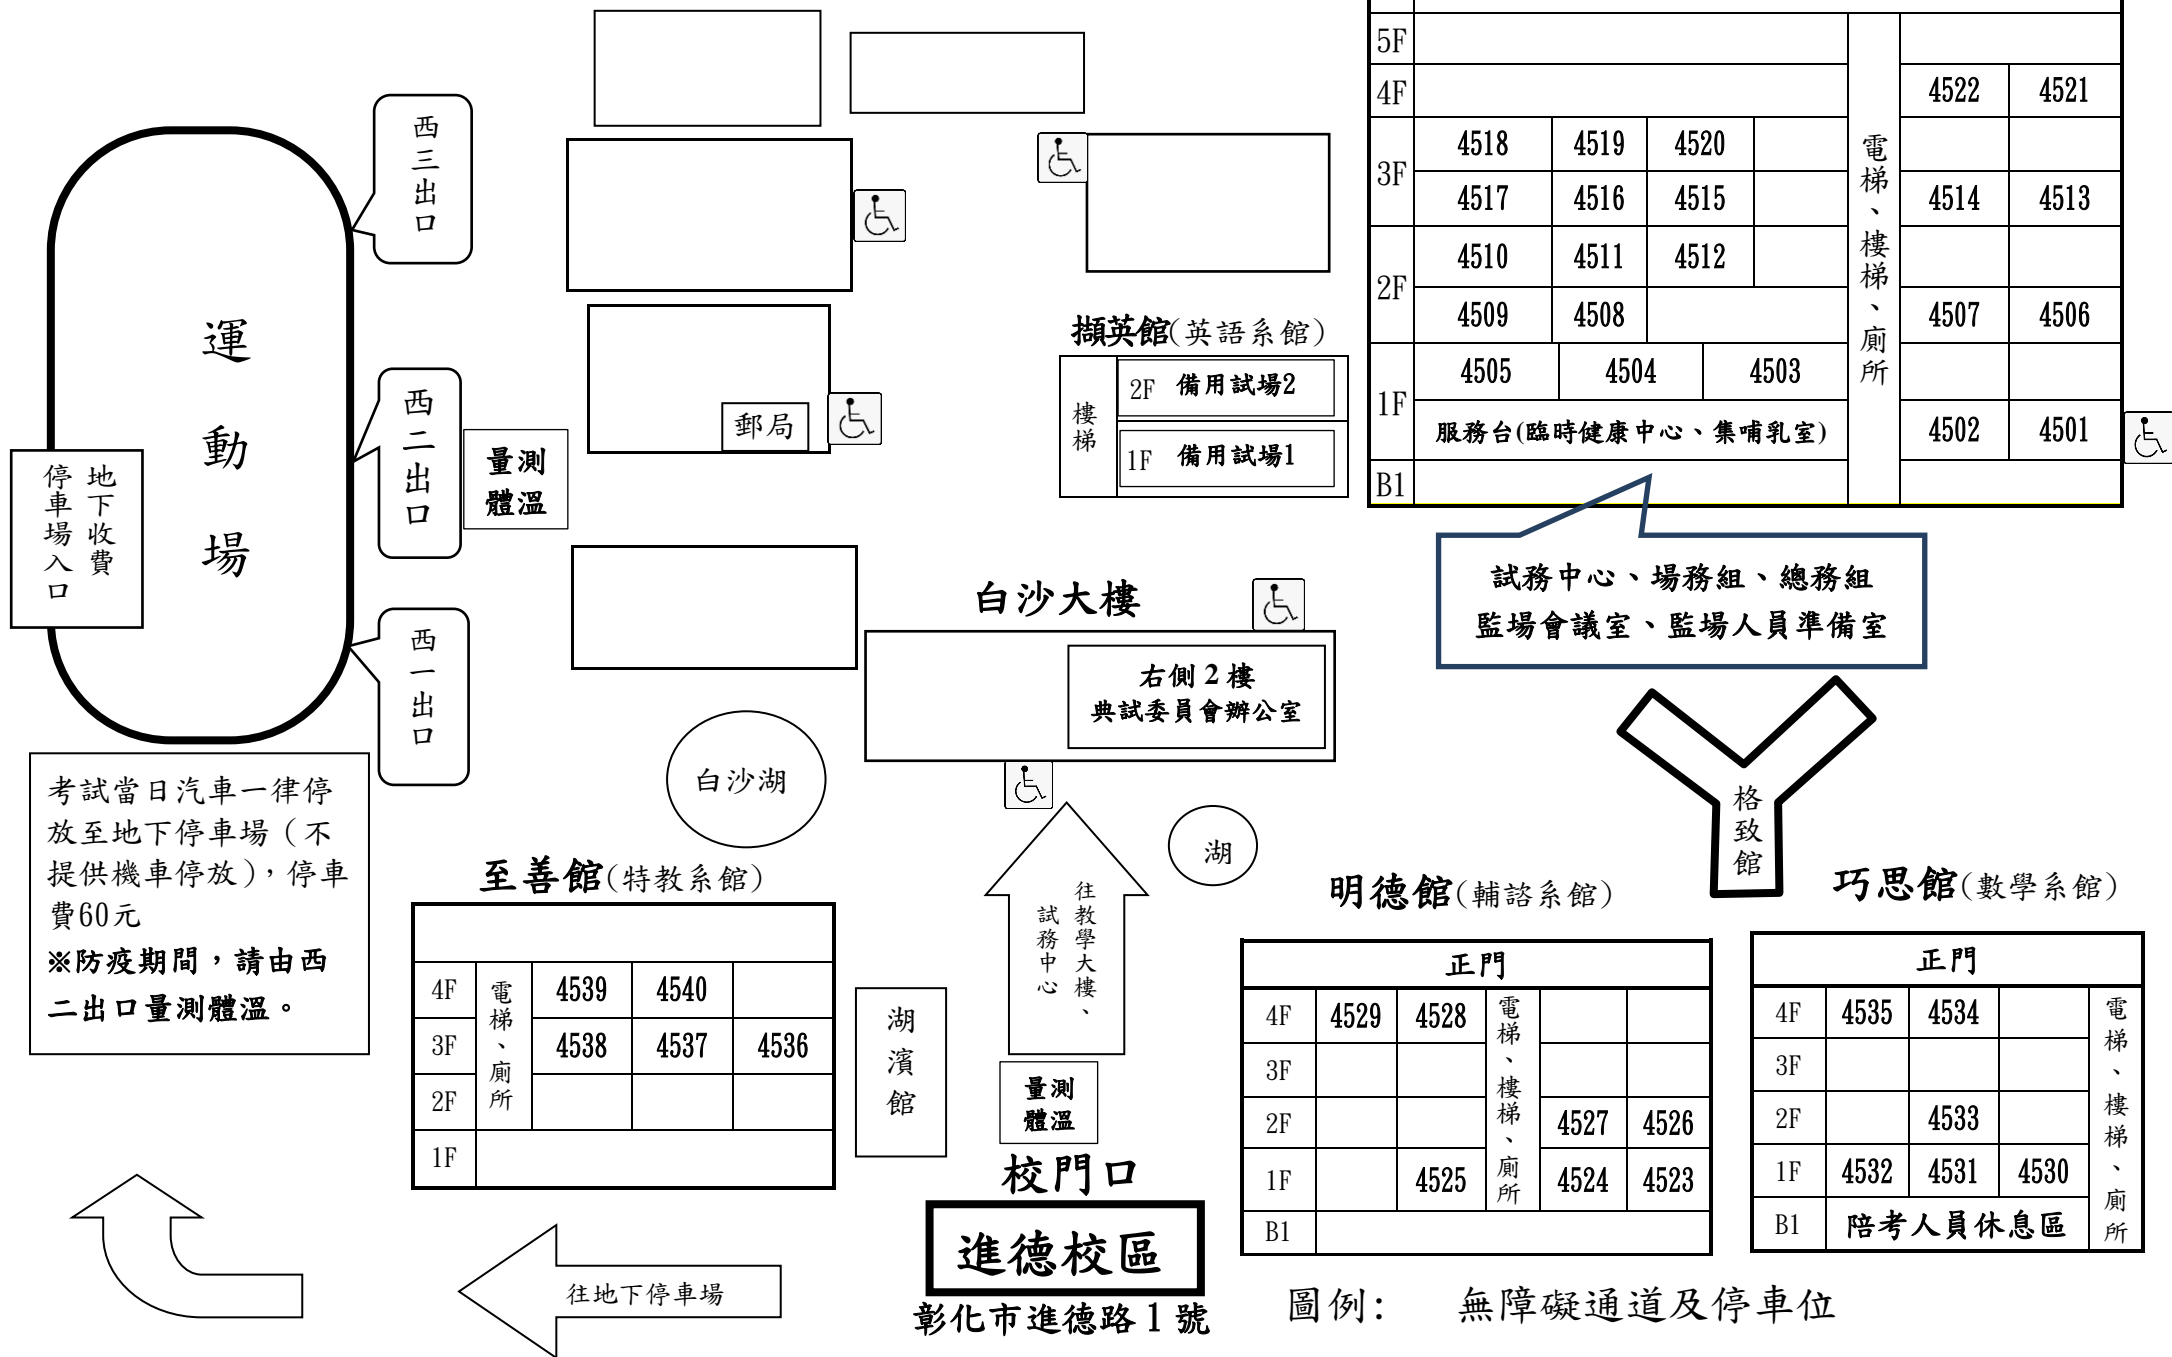 西三出口
運動場
西二出口
量測
體溫
地下收費
停車場入口
西一出口
考試當日汽車一律停
放至地下停車場（不
提供機車停放），停車
費60元
※防疫期間，請由西
二出口量測體溫。
郵局
擷英館(英語系館)
樓梯
2F 備用試場2
1F 備用試場1
5F
4F 4522 4521
3F 4518 4519 4520
4517 4516 4515 4514 4513
2F 4510 4511 4512
4509 4508 4507 4506
1F 4505 4504 4503
服務台(臨時健康中心、集哺乳室) 4502 4501
B1
電梯、樓梯、廁所
試務中心、場務組、總務組
監場會議室、監場人員準備室
白沙大樓
右側 2 樓
典試委員會辦公室
白沙湖
湖
格致館
至善館(特教系館)
4F 4539 4540
3F 4538 4537 4536
2F
1F
電梯、廁所
湖濱館
往教學大樓、
試務中心
量測
體溫
校門口
進德校區
彰化市進德路 1 號
往地下停車場
明德館(輔諮系館)
正門
4F 4529 4528
3F
2F 4527 4526
1F 4525 4524 4523
B1
電梯、樓梯、廁所
巧思館(數學系館)
正門
4F 4535 4534
3F
2F 4533
1F 4532 4531 4530
B1 陪考人員休息區
電梯、樓梯、廁所
圖例: 無障礙通道及停車位